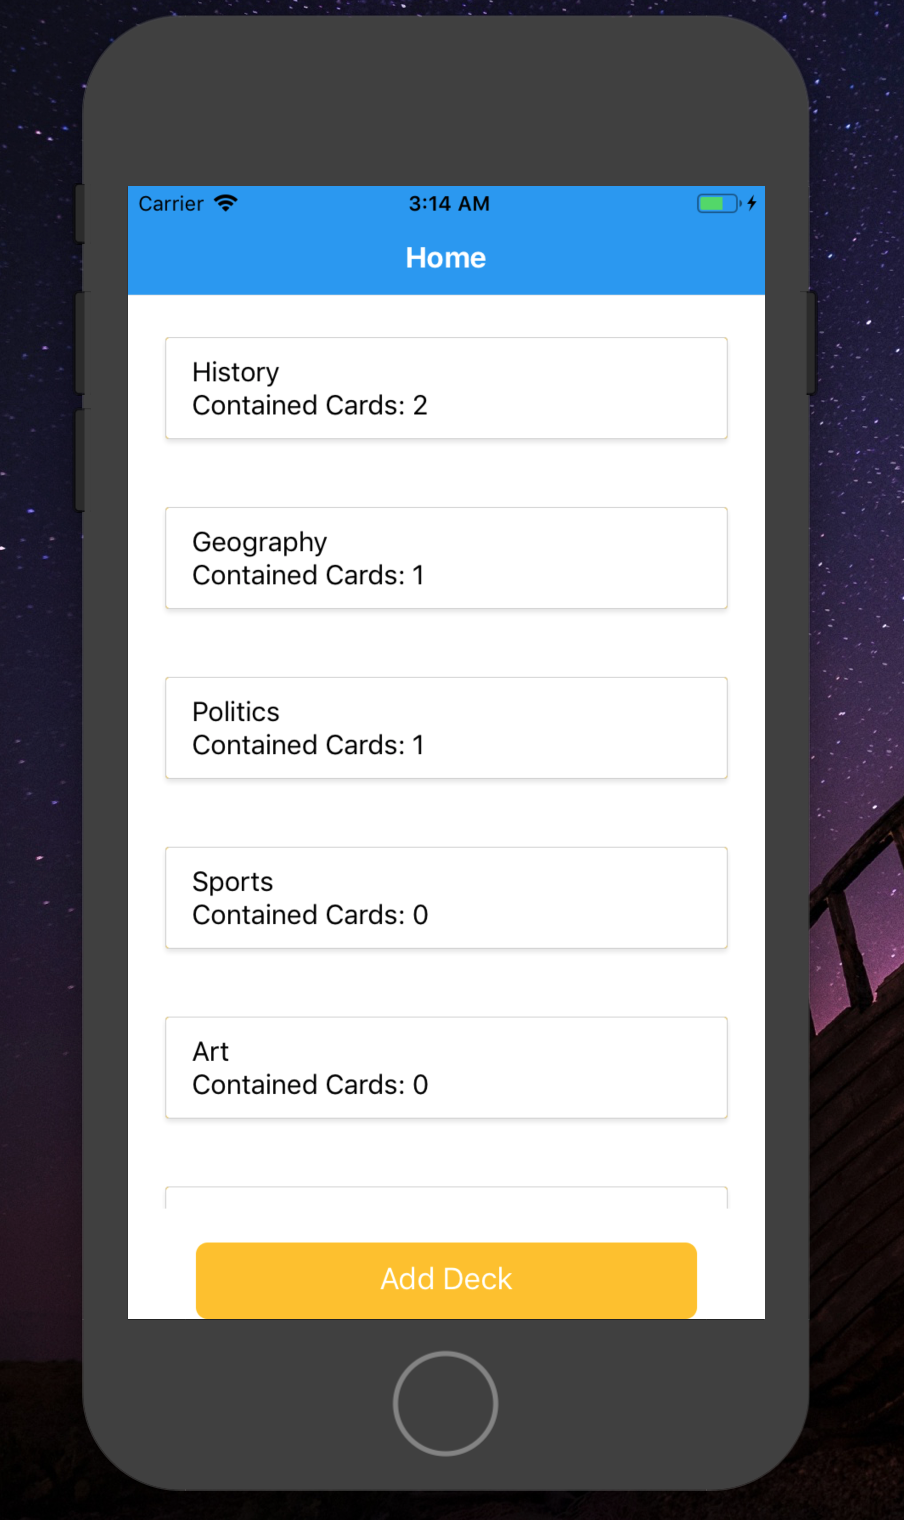 Carrier 3:14 AM
Home
History
Contained Cards: 2
Geography
Contained Cards: 1
Politics
Contained Cards: 1
Sports
Contained Cards: 0
Art
Contained Cards: 0
Add Deck